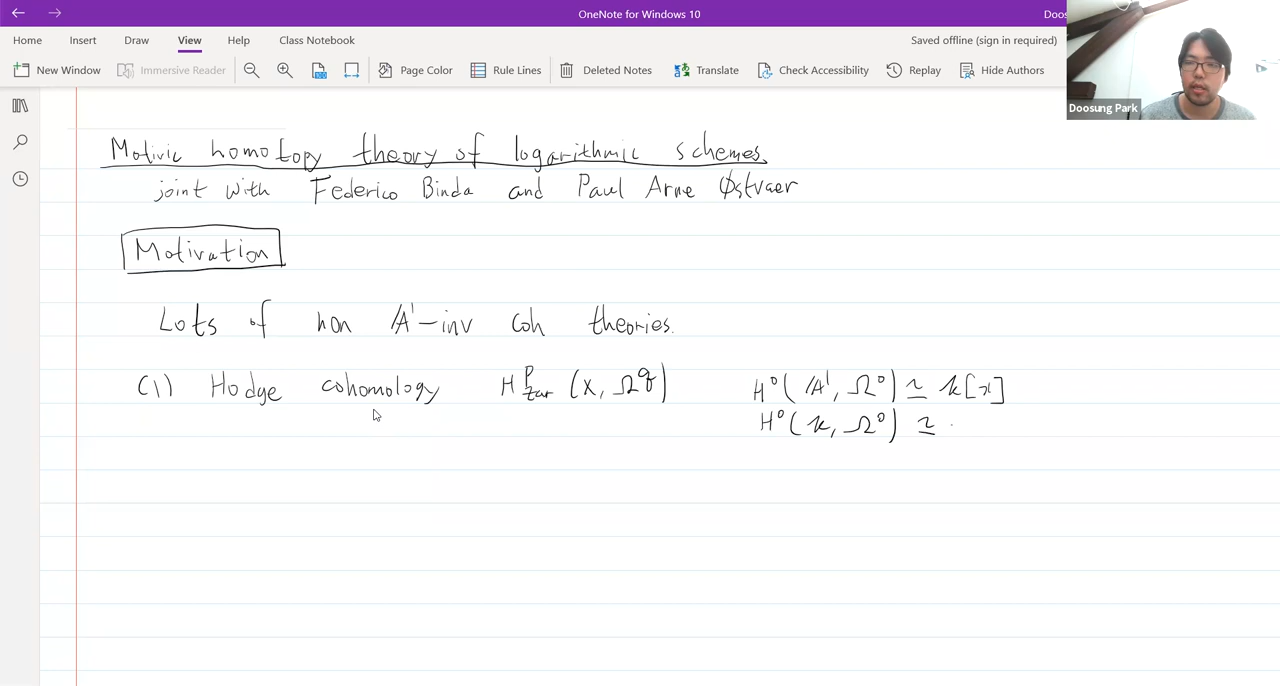 OneNote for Windows 10
Doos
Home Insert Draw View Help Class Notebook Saved offline (sign in required)
New Window Immersive Reader Page Color Rule Lines Deleted Notes Translate Check Accessibility Replay Hide Authors
Doosung Park
Motivic homotopy theory of logarithmic schemes.
joint with Federico Binda and Paul Arne Østvaer
Motivation
Lots of non A¹-inv coh theories.
(1) Hodge cohomology H^p_zar (X, Ω^q) H⁰(A¹, Ω⁰) ≃ k[x]
H⁰(k, Ω⁰) ≃